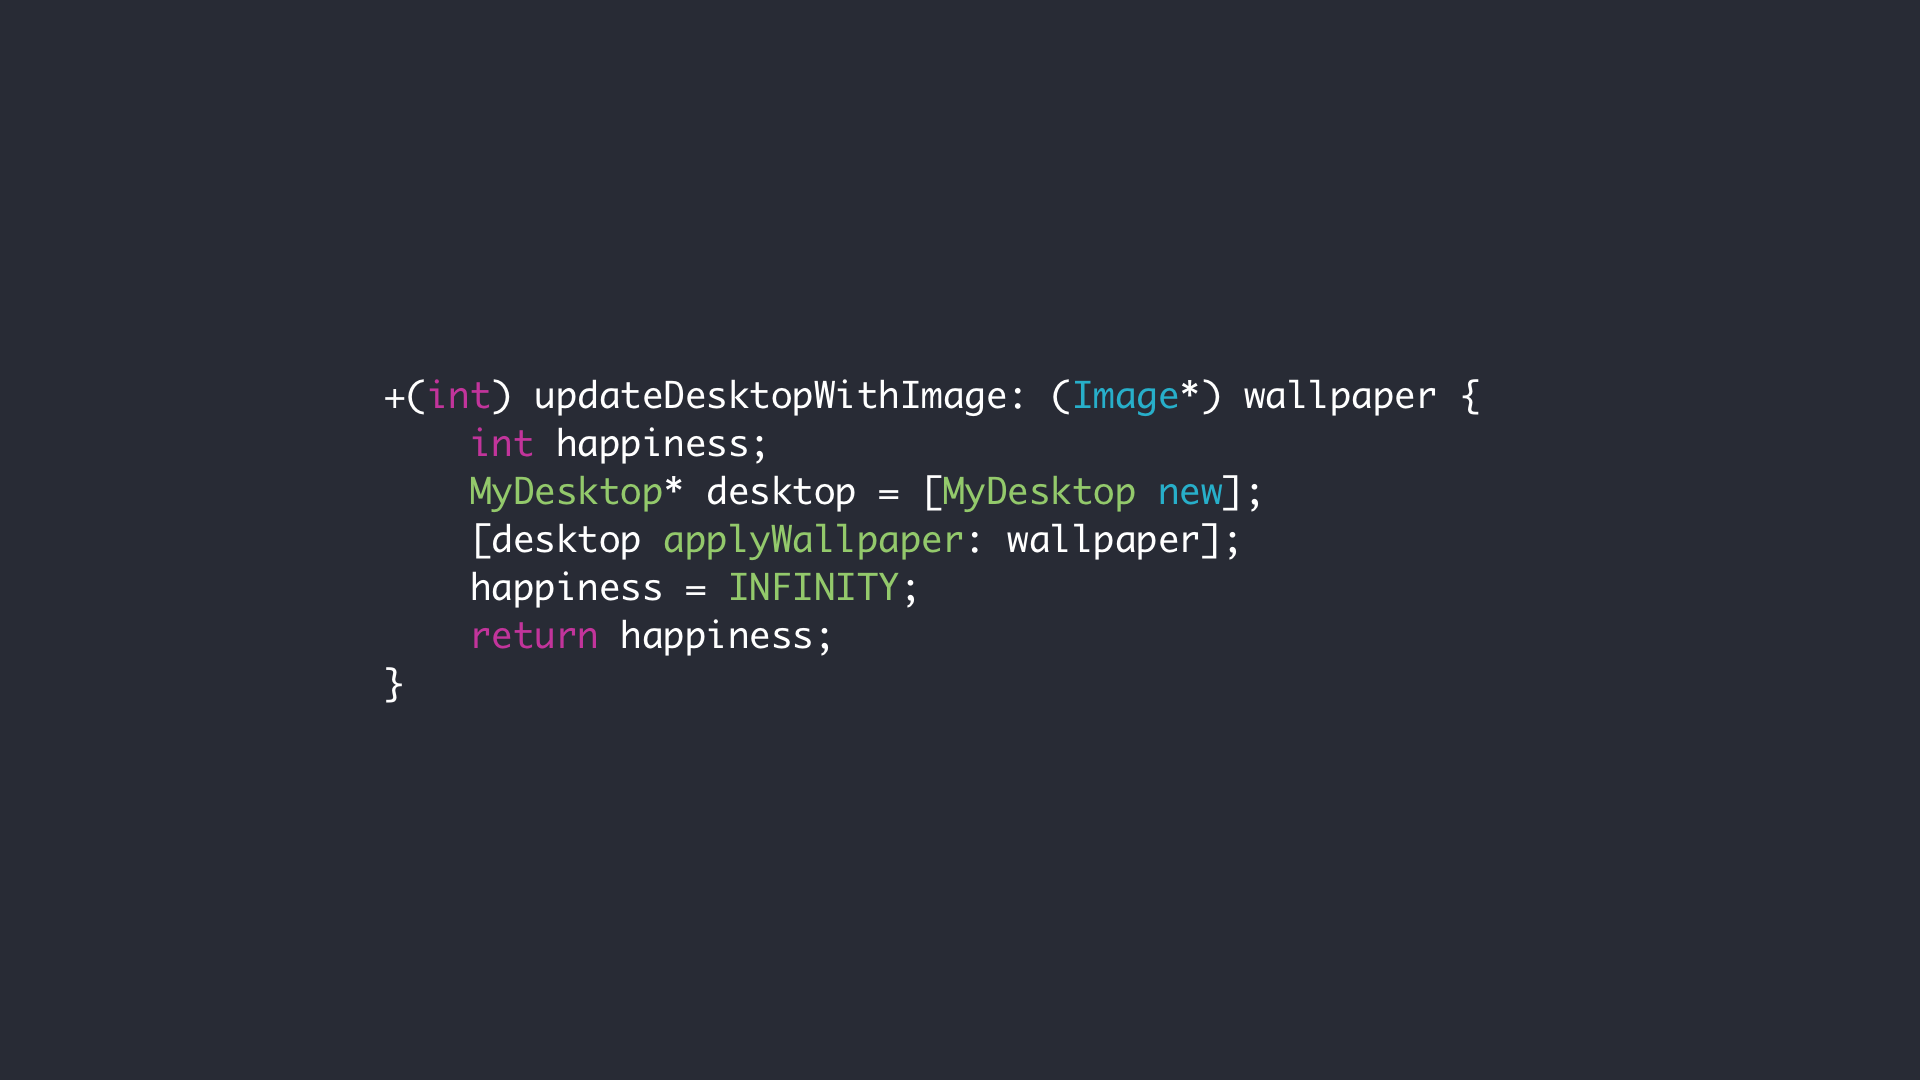 +(int) updateDesktopWithImage: (Image*) wallpaper {
    int happiness;
    MyDesktop* desktop = [MyDesktop new];
    [desktop applyWallpaper: wallpaper];
    happiness = INFINITY;
    return happiness;
}